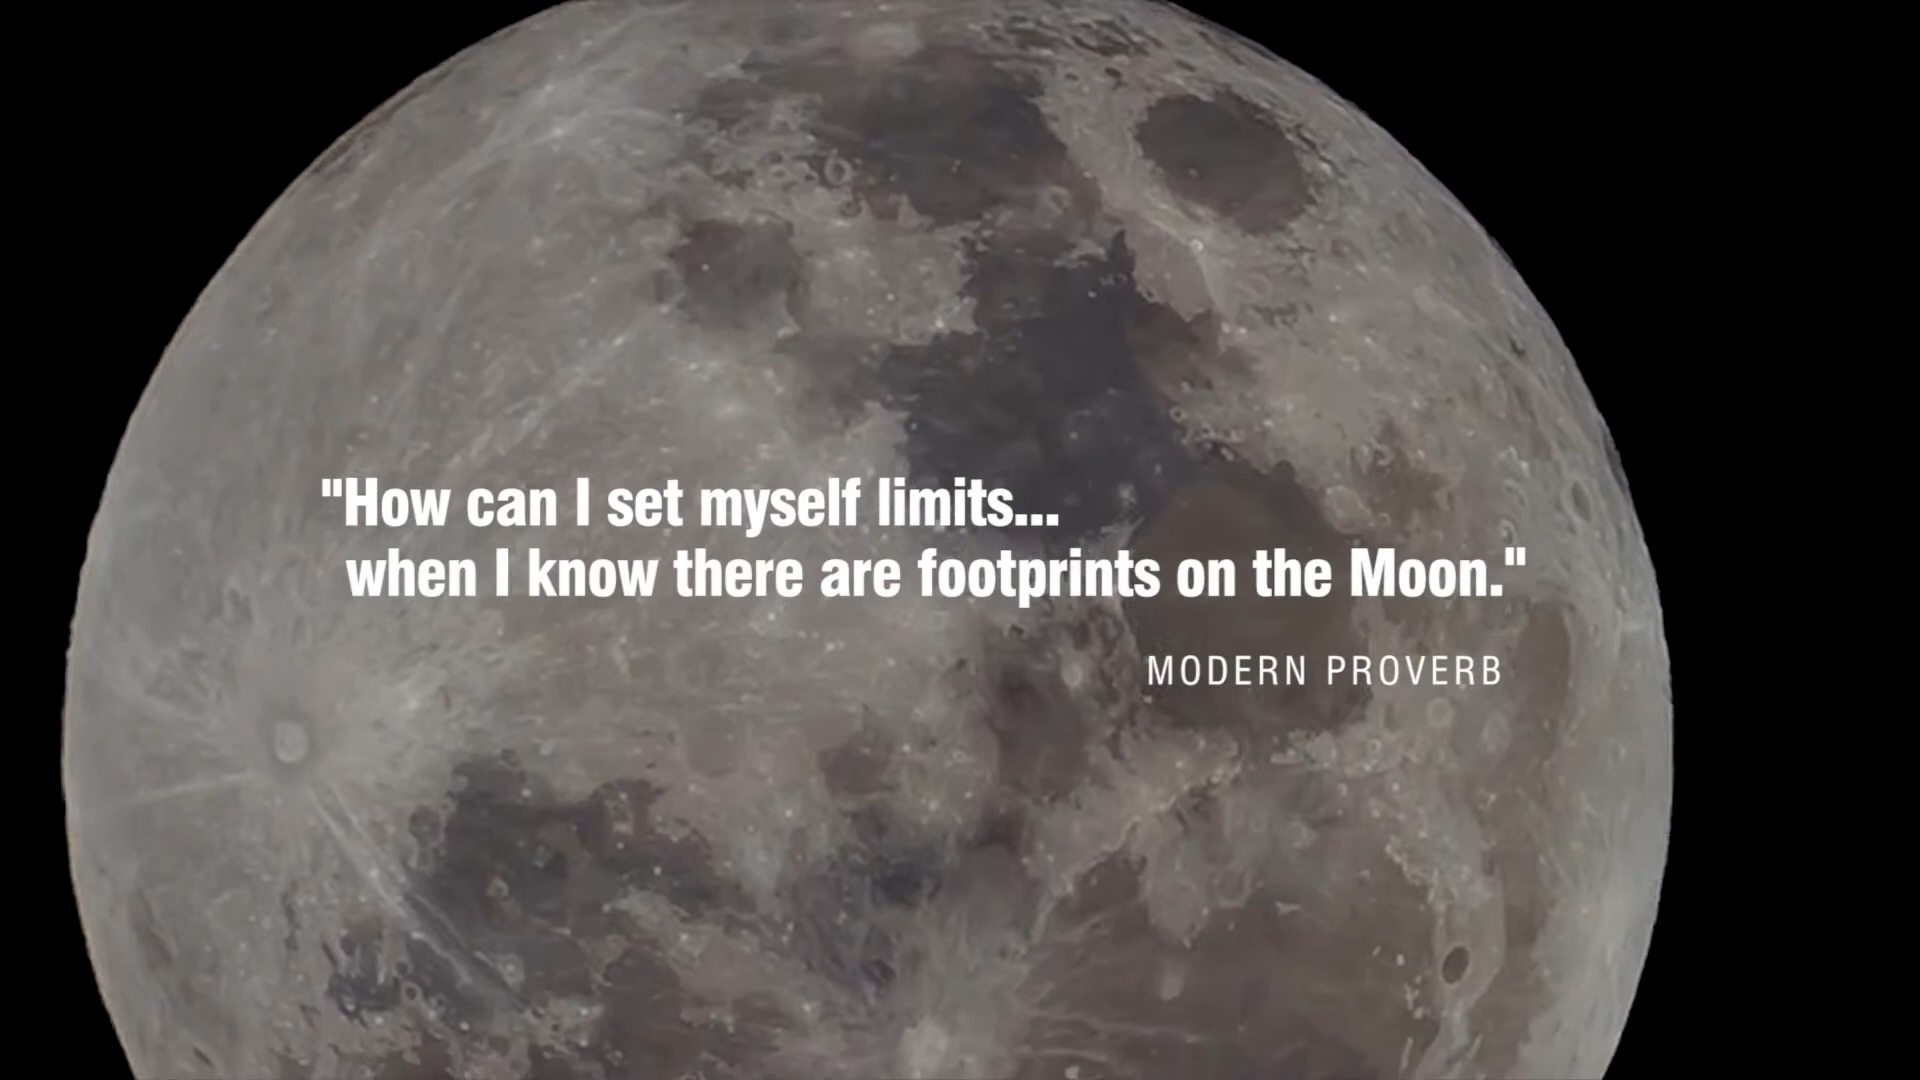 "How can I set myself limits...
when I know there are footprints on the Moon."
MODERN PROVERB